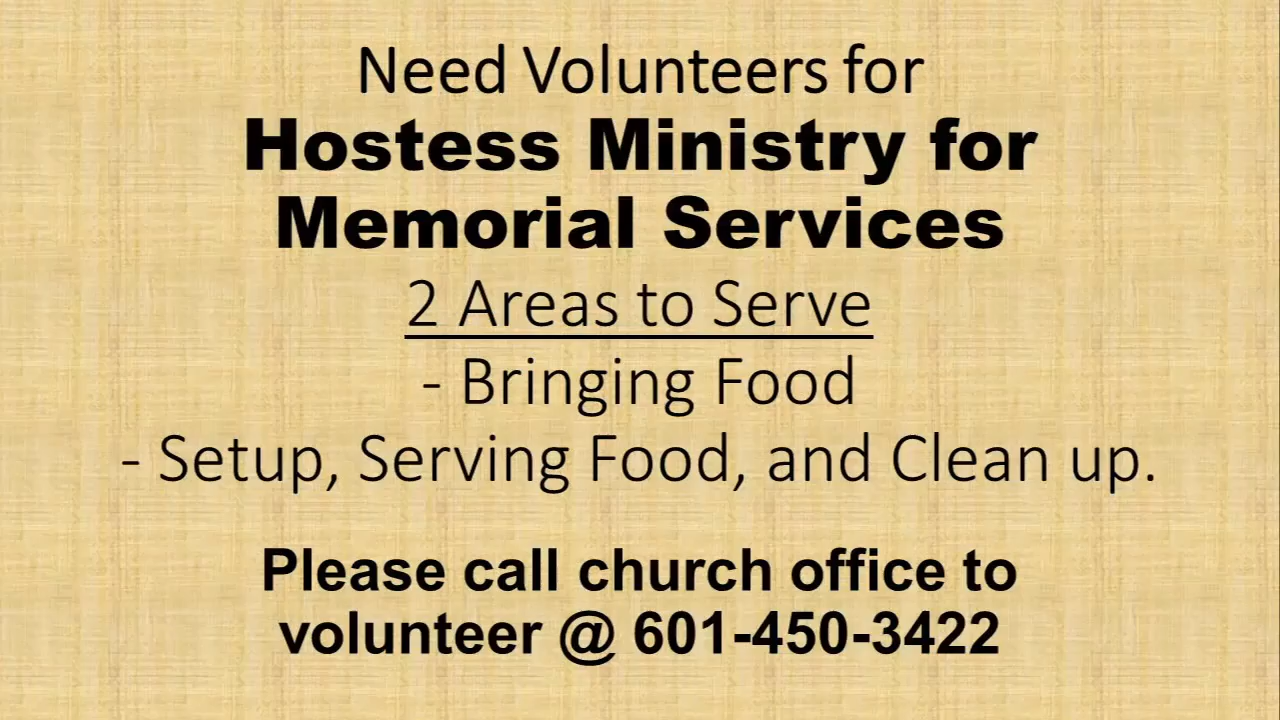 Need Volunteers for
Hostess Ministry for
Memorial Services
2 Areas to Serve
- Bringing Food
- Setup, Serving Food, and Clean up.
Please call church office to
volunteer @ 601-450-3422